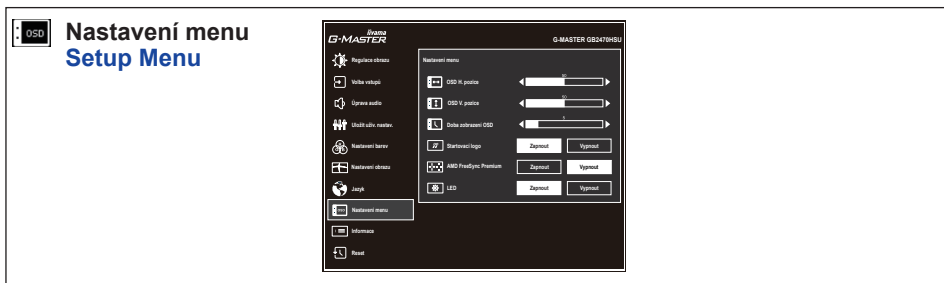 OSD
Nastavení menu
Setup Menu
iiyama
G-MASTER
G-MASTER GB2470HSU
Regulace obrazu
Volba vstupů
Úprava audio
Uložit uživ. nastav.
Nastavení barev
Nastavení obrazu
Jazyk
OSD
Nastavení menu
Informace
Reset
Nastavení menu
OSD H. pozice
50
OSD V. pozice
50
Doba zobrazení OSD
Startovací logo
Zapnout
Vypnout
AMD FreeSync Premium
Zapnout
Vypnout
LED
Zapnout
Vypnout